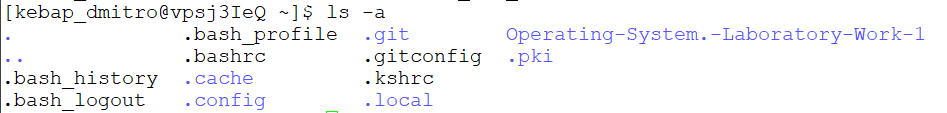 [kebap_dmitro@vpsj3IeQ ~]$ ls -a
. .bash_profile .git Operating-System.-Laboratory-Work-1
.. .bashrc .gitconfig .pki
.bash_history .cache .kshrc
.bash_logout .config .local